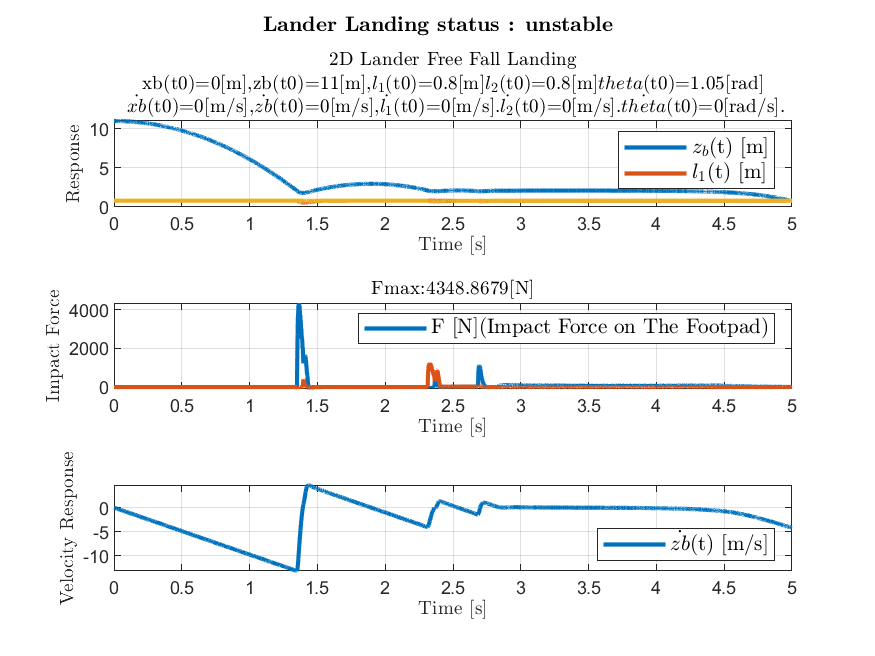 Lander Landing status : unstable
2D Lander Free Fall Landing
xb(t0)=0[m],zb(t0)=11[m],l₁(t0)=0.8[m]l₂(t0)=0.8[m]theta(t0)=1.05[rad]
ẋb(t0)=0[m/s],żb(t0)=0[m/s],l̇₁(t0)=0[m/s].l̇₂(t0)=0[m/s].thėta(t0)=0[rad/s].
Response
10
5
0
z_b(t) [m]
l₁(t) [m]
0 0.5 1 1.5 2 2.5 3 3.5 4 4.5 5
Time [s]
Fmax:4348.8679[N]
Impact Force
4000
2000
0
F [N](Impact Force on The Footpad)
0 0.5 1 1.5 2 2.5 3 3.5 4 4.5 5
Time [s]
Velocity Response
0
-5
-10
żb(t) [m/s]
0 0.5 1 1.5 2 2.5 3 3.5 4 4.5 5
Time [s]